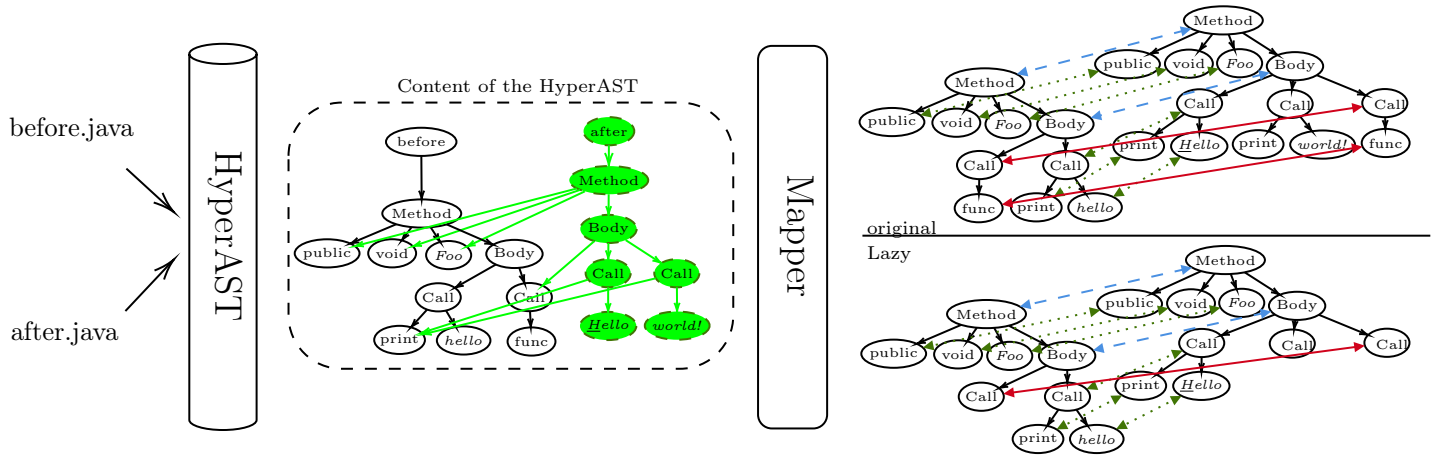 before.java
after.java
HyperAST
Content of the HyperAST
before
after
Method
Method
Body
public
void
Foo
Body
Call
Call
Call
Call
print
hello
func
Hello
world!
Mapper
Method
public
void
Foo
Body
Method
Call
Call
Call
public
void
Foo
Body
print
Hello
print
world!
func
Call
Call
func
print
hello
original
Lazy
Method
public
void
Foo
Body
Method
Call
Call
Call
public
void
Foo
Body
print
Hello
Call
Call
print
hello